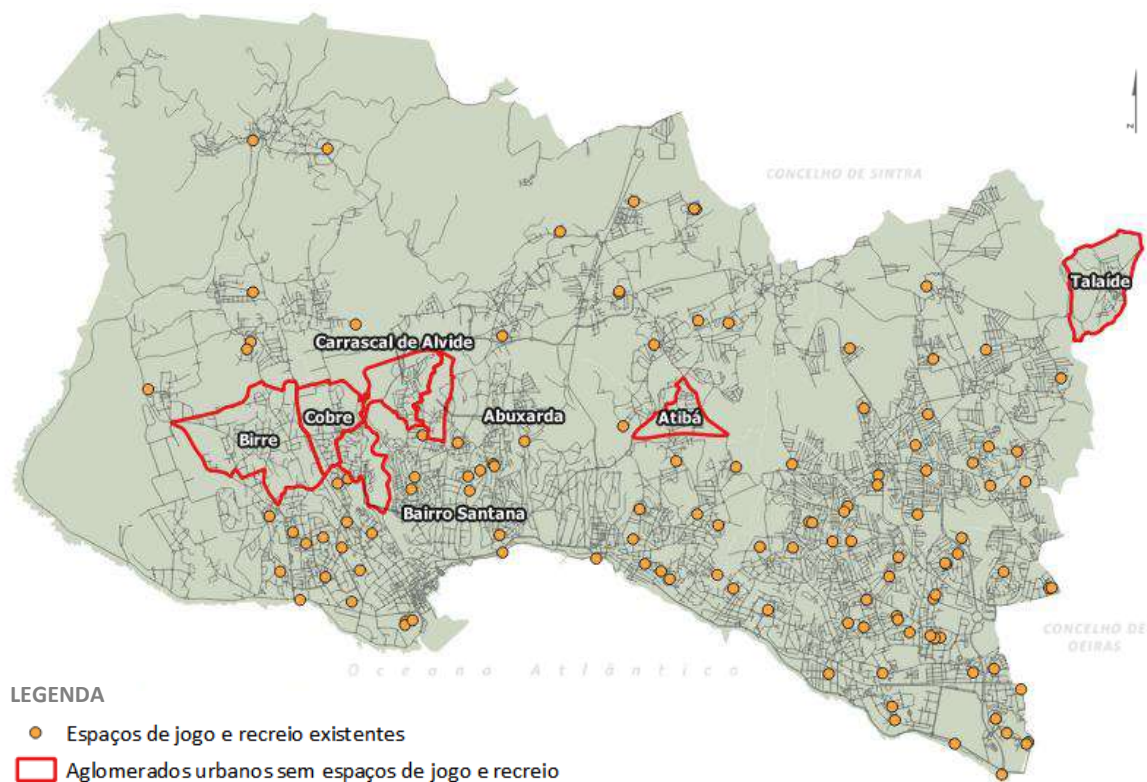 CONCELHO DE SINTRA
Z
Talaíde
Carrascal de Alvide
Cobre
Abuxarda
Atibá
Birre
Bairro Santana
CONCELHO DE
OEIRAS
Oceano Atlântico
LEGENDA
Espaços de jogo e recreio existentes
Aglomerados urbanos sem espaços de jogo e recreio